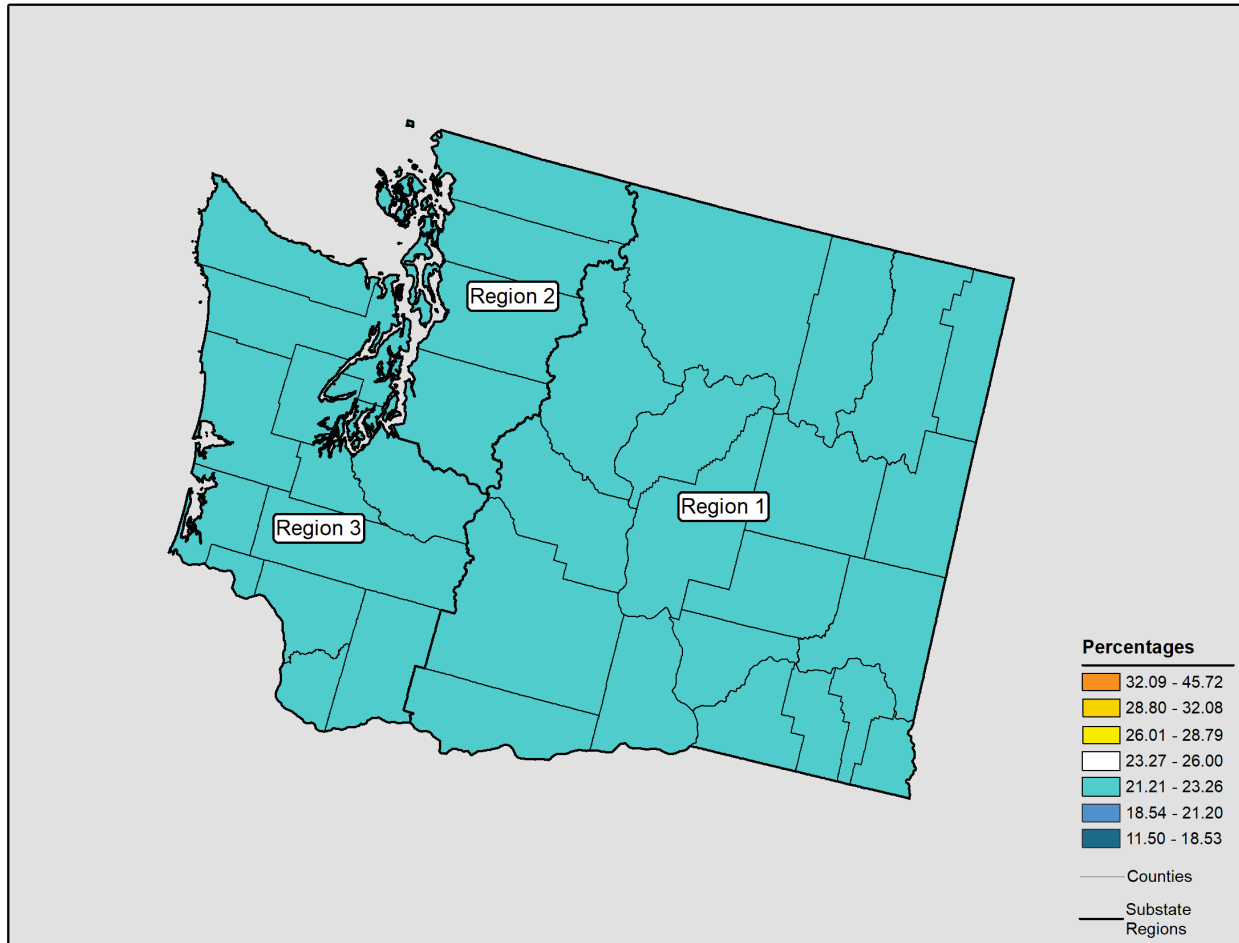 Region 2
Region 1
Region 3
Percentages
32.09 - 45.72
28.80 - 32.08
26.01 - 28.79
23.27 - 26.00
21.21 - 23.26
18.54 - 21.20
11.50 - 18.53
Counties
Substate
Regions